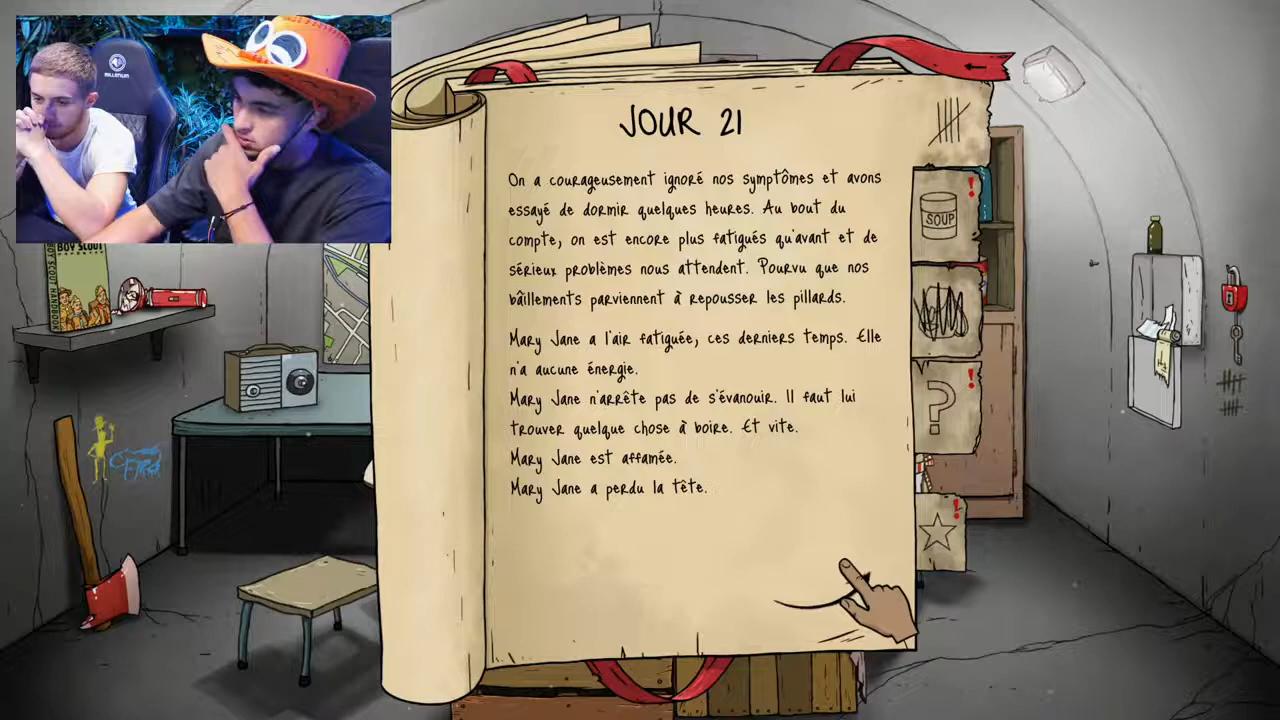 JOUR 21
On a courageusement ignoré nos symptômes et avons
essayé de dormir quelques heures. Au bout du
compte, on est encore plus fatigués qu'avant et de
sérieux problèmes nous attendent. Pourvu que nos
bâillements parviennent à repousser les pillards.
Mary Jane a l'air fatiguée, ces derniers temps. Elle
n'a aucune énergie.
Mary Jane n'arrête pas de s'évanouir. Il faut lui
trouver quelque chose à boire. Et vite.
Mary Jane est affamée.
Mary Jane a perdu la tête.
SOUP
!
?
!
!
MILLENIUM
BOY SCOUT
BOY SCOUT HANDBOOK